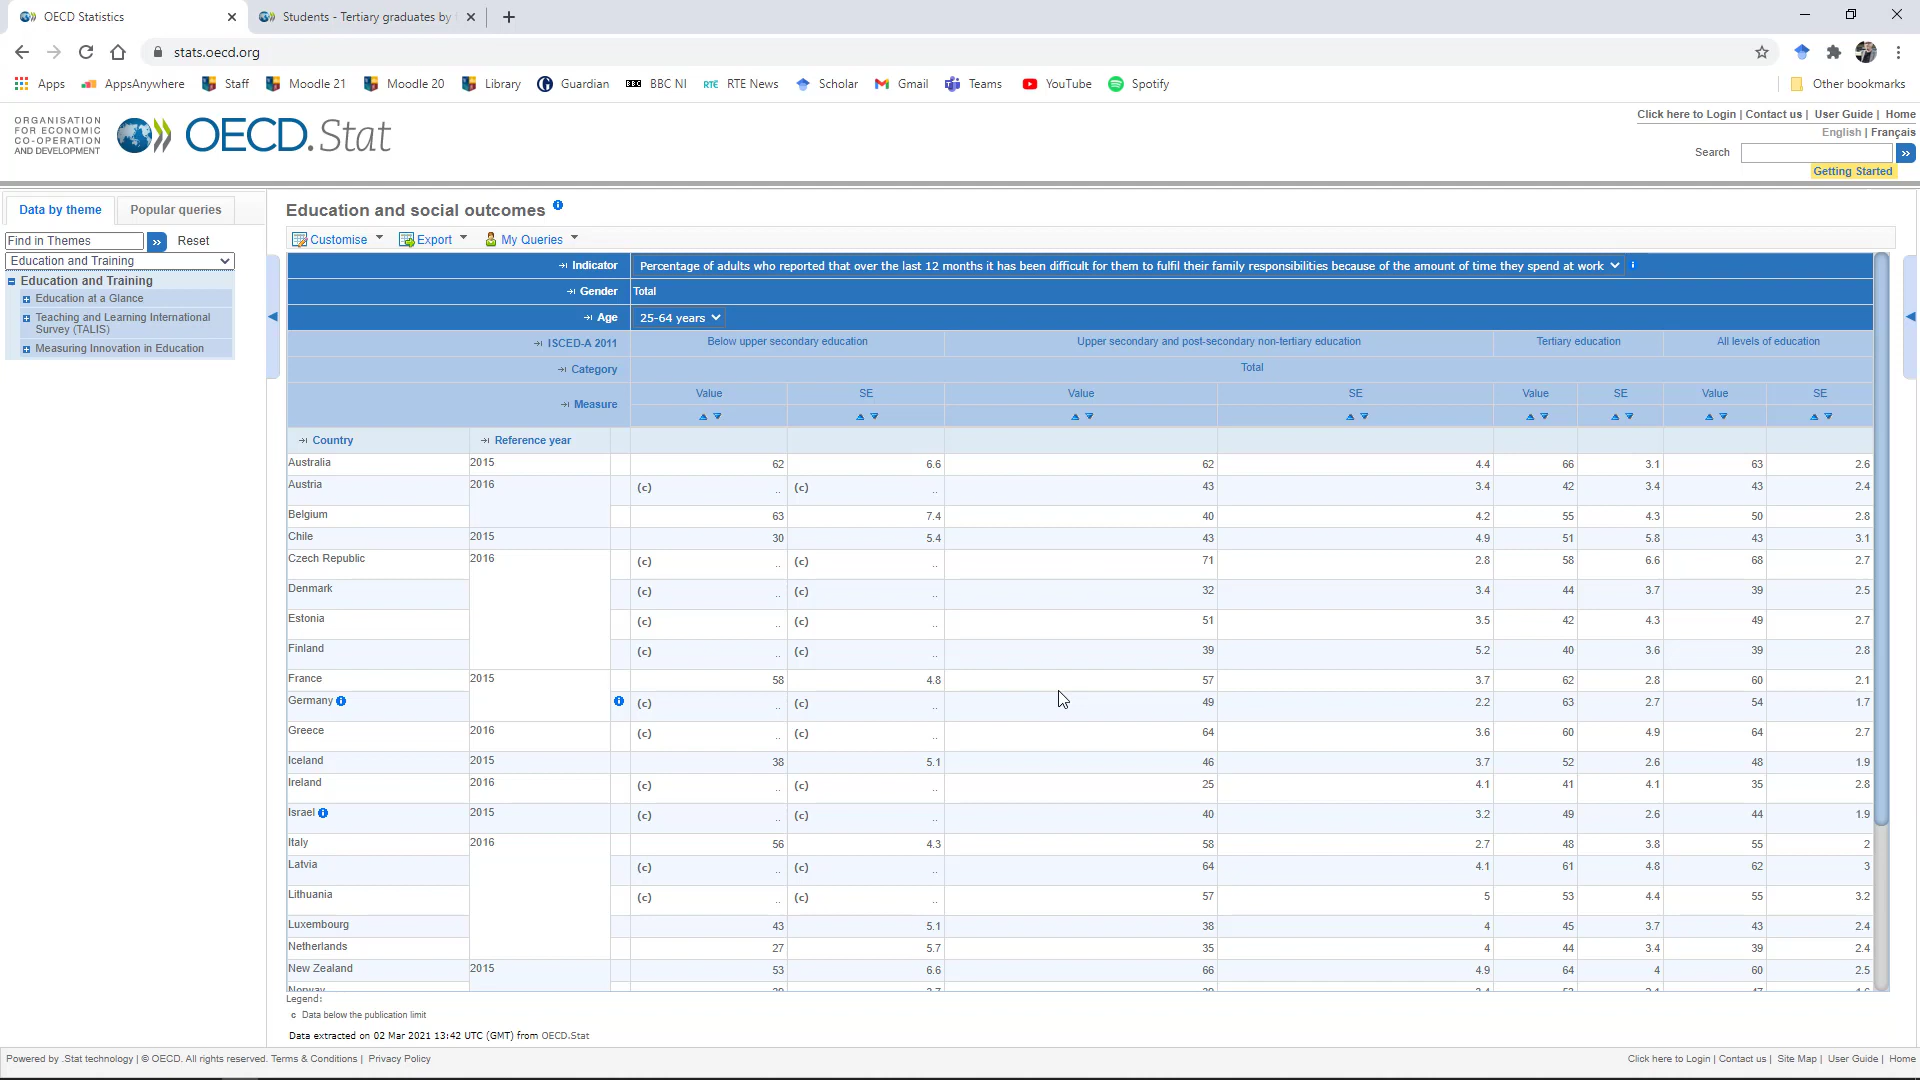 OECD Statistics
Students - Tertiary graduates by
stats.oecd.org
Apps AppsAnywhere Staff Moodle 21 Moodle 20 Library Guardian BBC NI RTE News Scholar Gmail Teams YouTube Spotify Other bookmarks
ORGANISATION
FOR ECONOMIC
CO-OPERATION
AND DEVELOPMENT
OECD.Stat
Click here to Login | Contact us | User Guide | Home
English | Français
Search
Getting Started
Data by theme Popular queries
Find in Themes Reset
Education and Training
Education and Training
Education at a Glance
Teaching and Learning International
Survey (TALIS)
Measuring Innovation in Education
Education and social outcomes
Customise Export My Queries
Indicator Percentage of adults who reported that over the last 12 months it has been difficult for them to fulfil their family responsibilities because of the amount of time they spend at work
Gender Total
Age 25-64 years
ISCED-A 2011 Below upper secondary education Upper secondary and post-secondary non-tertiary education Tertiary education All levels of education
Category Total
Measure Value SE Value SE Value SE Value SE
Country Reference year
Australia 2015 62 6.6 62 4.4 66 3.1 63 2.6
Austria 2016 (c) .. (c) .. 43 3.4 42 3.4 43 2.4
Belgium 63 7.4 40 4.2 55 4.3 50 2.8
Chile 2015 30 5.4 43 4.9 51 5.8 43 3.1
Czech Republic 2016 (c) .. (c) .. 71 2.8 58 6.6 68 2.7
Denmark (c) .. (c) .. 32 3.4 44 3.7 39 2.5
Estonia (c) .. (c) .. 51 3.5 42 4.3 49 2.7
Finland (c) .. (c) .. 39 5.2 40 3.6 39 2.8
France 2015 58 4.8 57 3.7 62 2.8 60 2.1
Germany (c) .. (c) .. 49 2.2 63 2.7 54 1.7
Greece 2016 (c) .. (c) .. 64 3.6 60 4.9 64 2.7
Iceland 2015 38 5.1 46 3.7 52 2.6 48 1.9
Ireland 2016 (c) .. (c) .. 25 4.1 41 4.1 35 2.8
Israel 2015 (c) .. (c) .. 40 3.2 49 2.6 44 1.9
Italy 2016 56 4.3 58 2.7 48 3.8 55 2
Latvia (c) .. (c) .. 64 4.1 61 4.8 62 3
Lithuania (c) .. (c) .. 57 5 53 4.4 55 3.2
Luxembourg 43 5.1 38 4 45 3.7 43 2.4
Netherlands 27 5.7 35 4 44 3.4 39 2.4
New Zealand 2015 53 6.6 66 4.9 64 4 60 2.5
Norway
Legend:
c Data below the publication limit
Data extracted on 02 Mar 2021 13:42 UTC (GMT) from OECD.Stat
Powered by .Stat technology | © OECD. All rights reserved. Terms & Conditions | Privacy Policy
Click here to Login | Contact us | Site Map | User Guide | Home